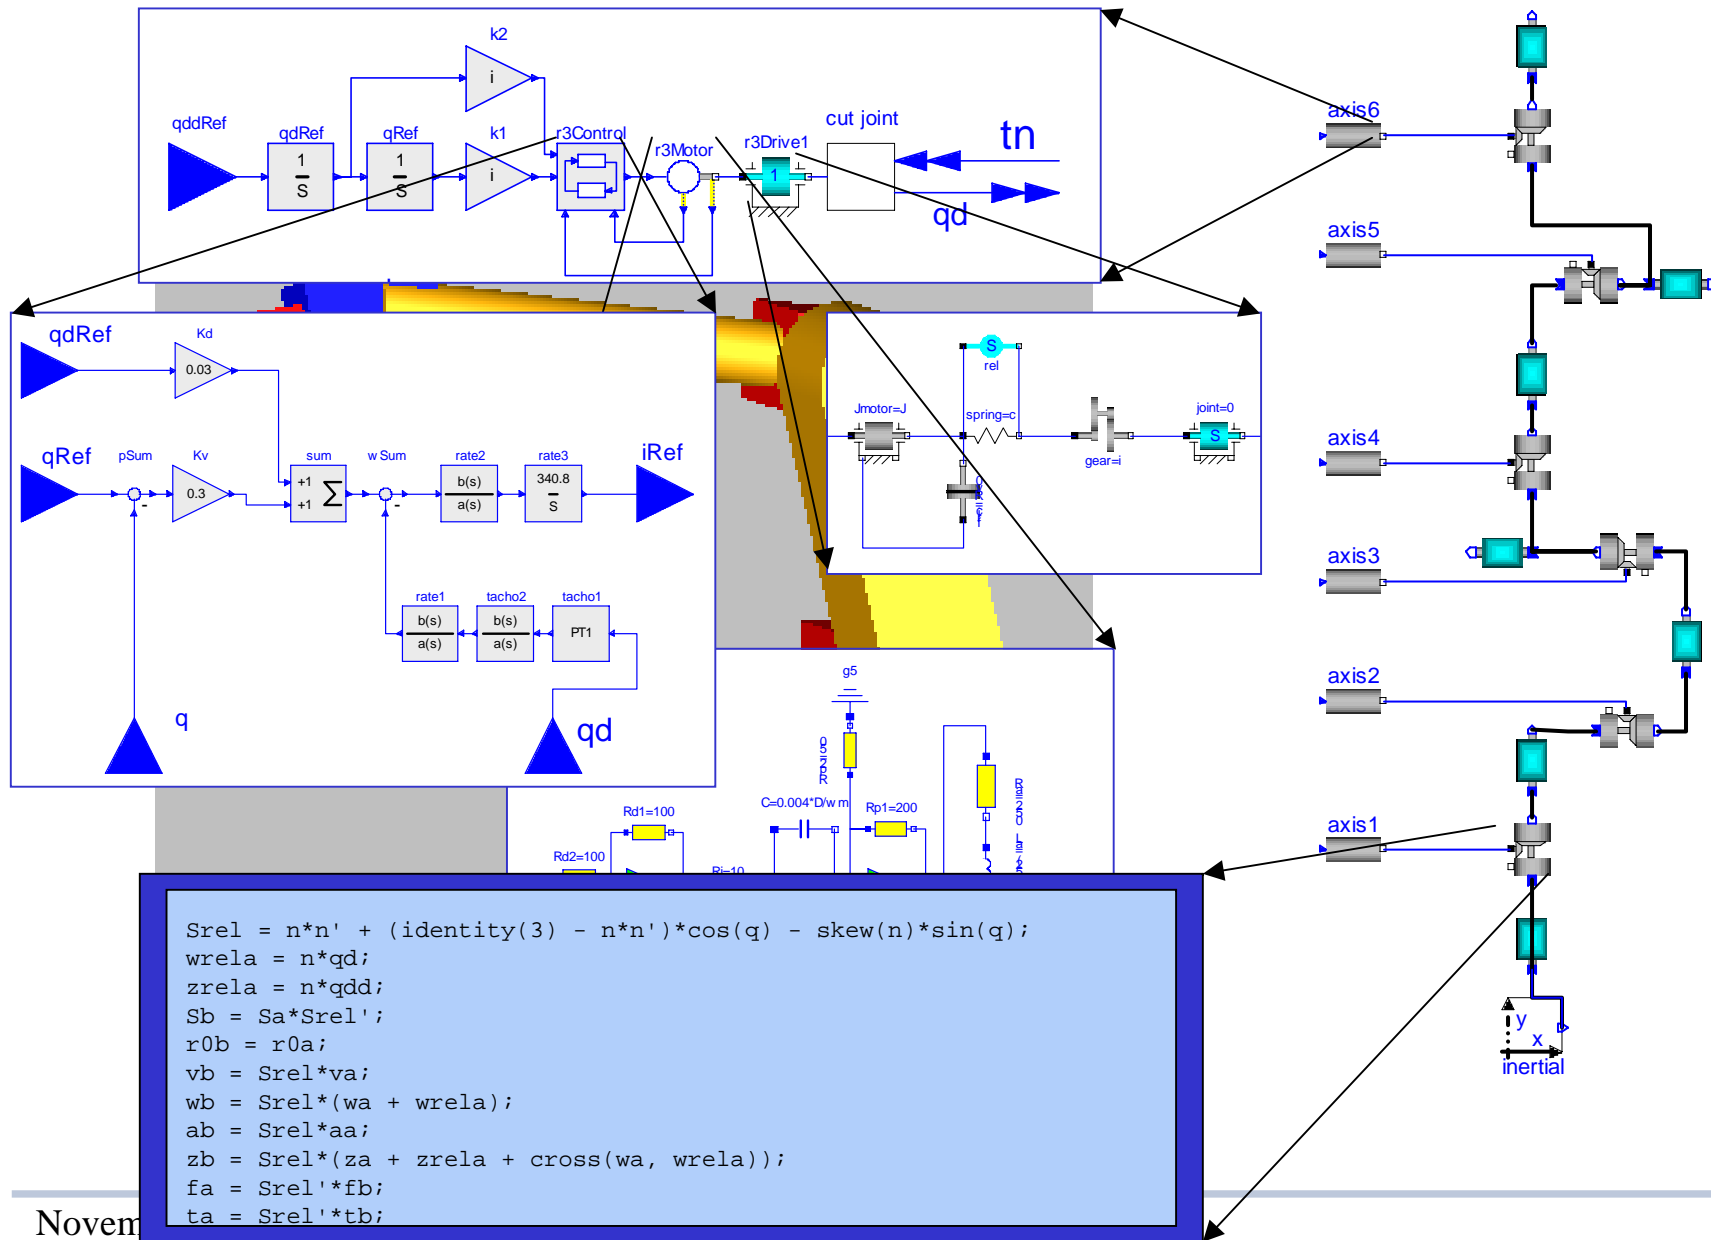 k2
i
qddRef
qdRef
qRef
k1
r3Control
r3Motor
r3Drive1
cut joint
tn
qd
1
S
1
S
i
1
axis6
axis5
axis4
axis3
axis2
axis1
y
x
inertial
qdRef
Kd
0.03
qRef
pSum
Kv
sum
wSum
rate2
rate3
iRef
0.3
+1
+1
Σ
b(s)
a(s)
340.8
S
-
-
rate1
tacho2
tacho1
b(s)
a(s)
b(s)
a(s)
PT1
q
qd
S
rel
Jmotor=J
spring=c
gear=i
joint=0
S
g5
C=0.004*D/wm
Rd1=100
Rp1=200
Rd2=100
Ri=10
Srel = n*n' + (identity(3) - n*n')*cos(q) - skew(n)*sin(q);
wrela = n*qd;
zrela = n*qdd;
Sb = Sa*Srel';
r0b = r0a;
vb = Srel*va;
wb = Srel*(wa + wrela);
ab = Srel*aa;
zb = Srel*(za + zrela + cross(wa, wrela));
fa = Srel'*fb;
ta = Srel'*tb;
Novem